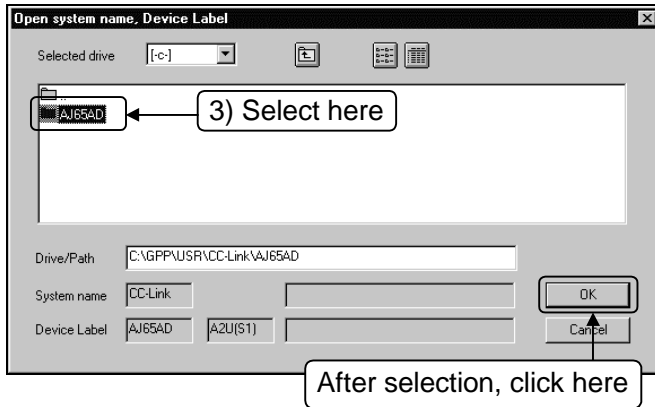 Open system name, Device Label
Selected drive [-c-]
..
AJ65AD
3) Select here
Drive/Path C:\GPP\USR\CC-Link\AJ65AD
System name CC-Link OK
Device Label AJ65AD A2U(S1) Cancel
After selection, click here